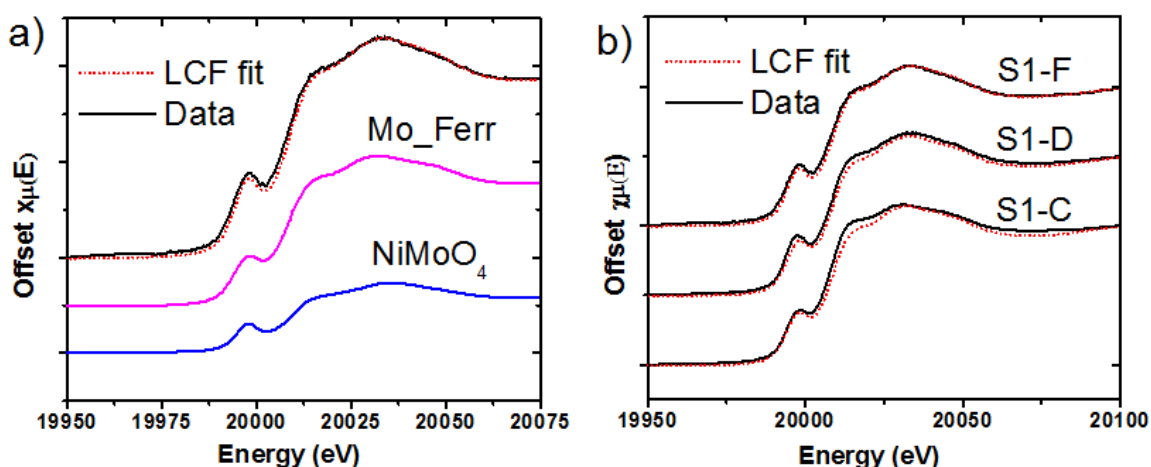 a)
LCF fit
Data
Mo_Ferr
NiMoO₄
Offset xμ(E)
19950 19975 20000 20025 20050 20075
Energy (eV)
b)
LCF fit
Data
S1-F
S1-D
S1-C
Offset χμ(E)
19950 20000 20050 20100
Energy (eV)